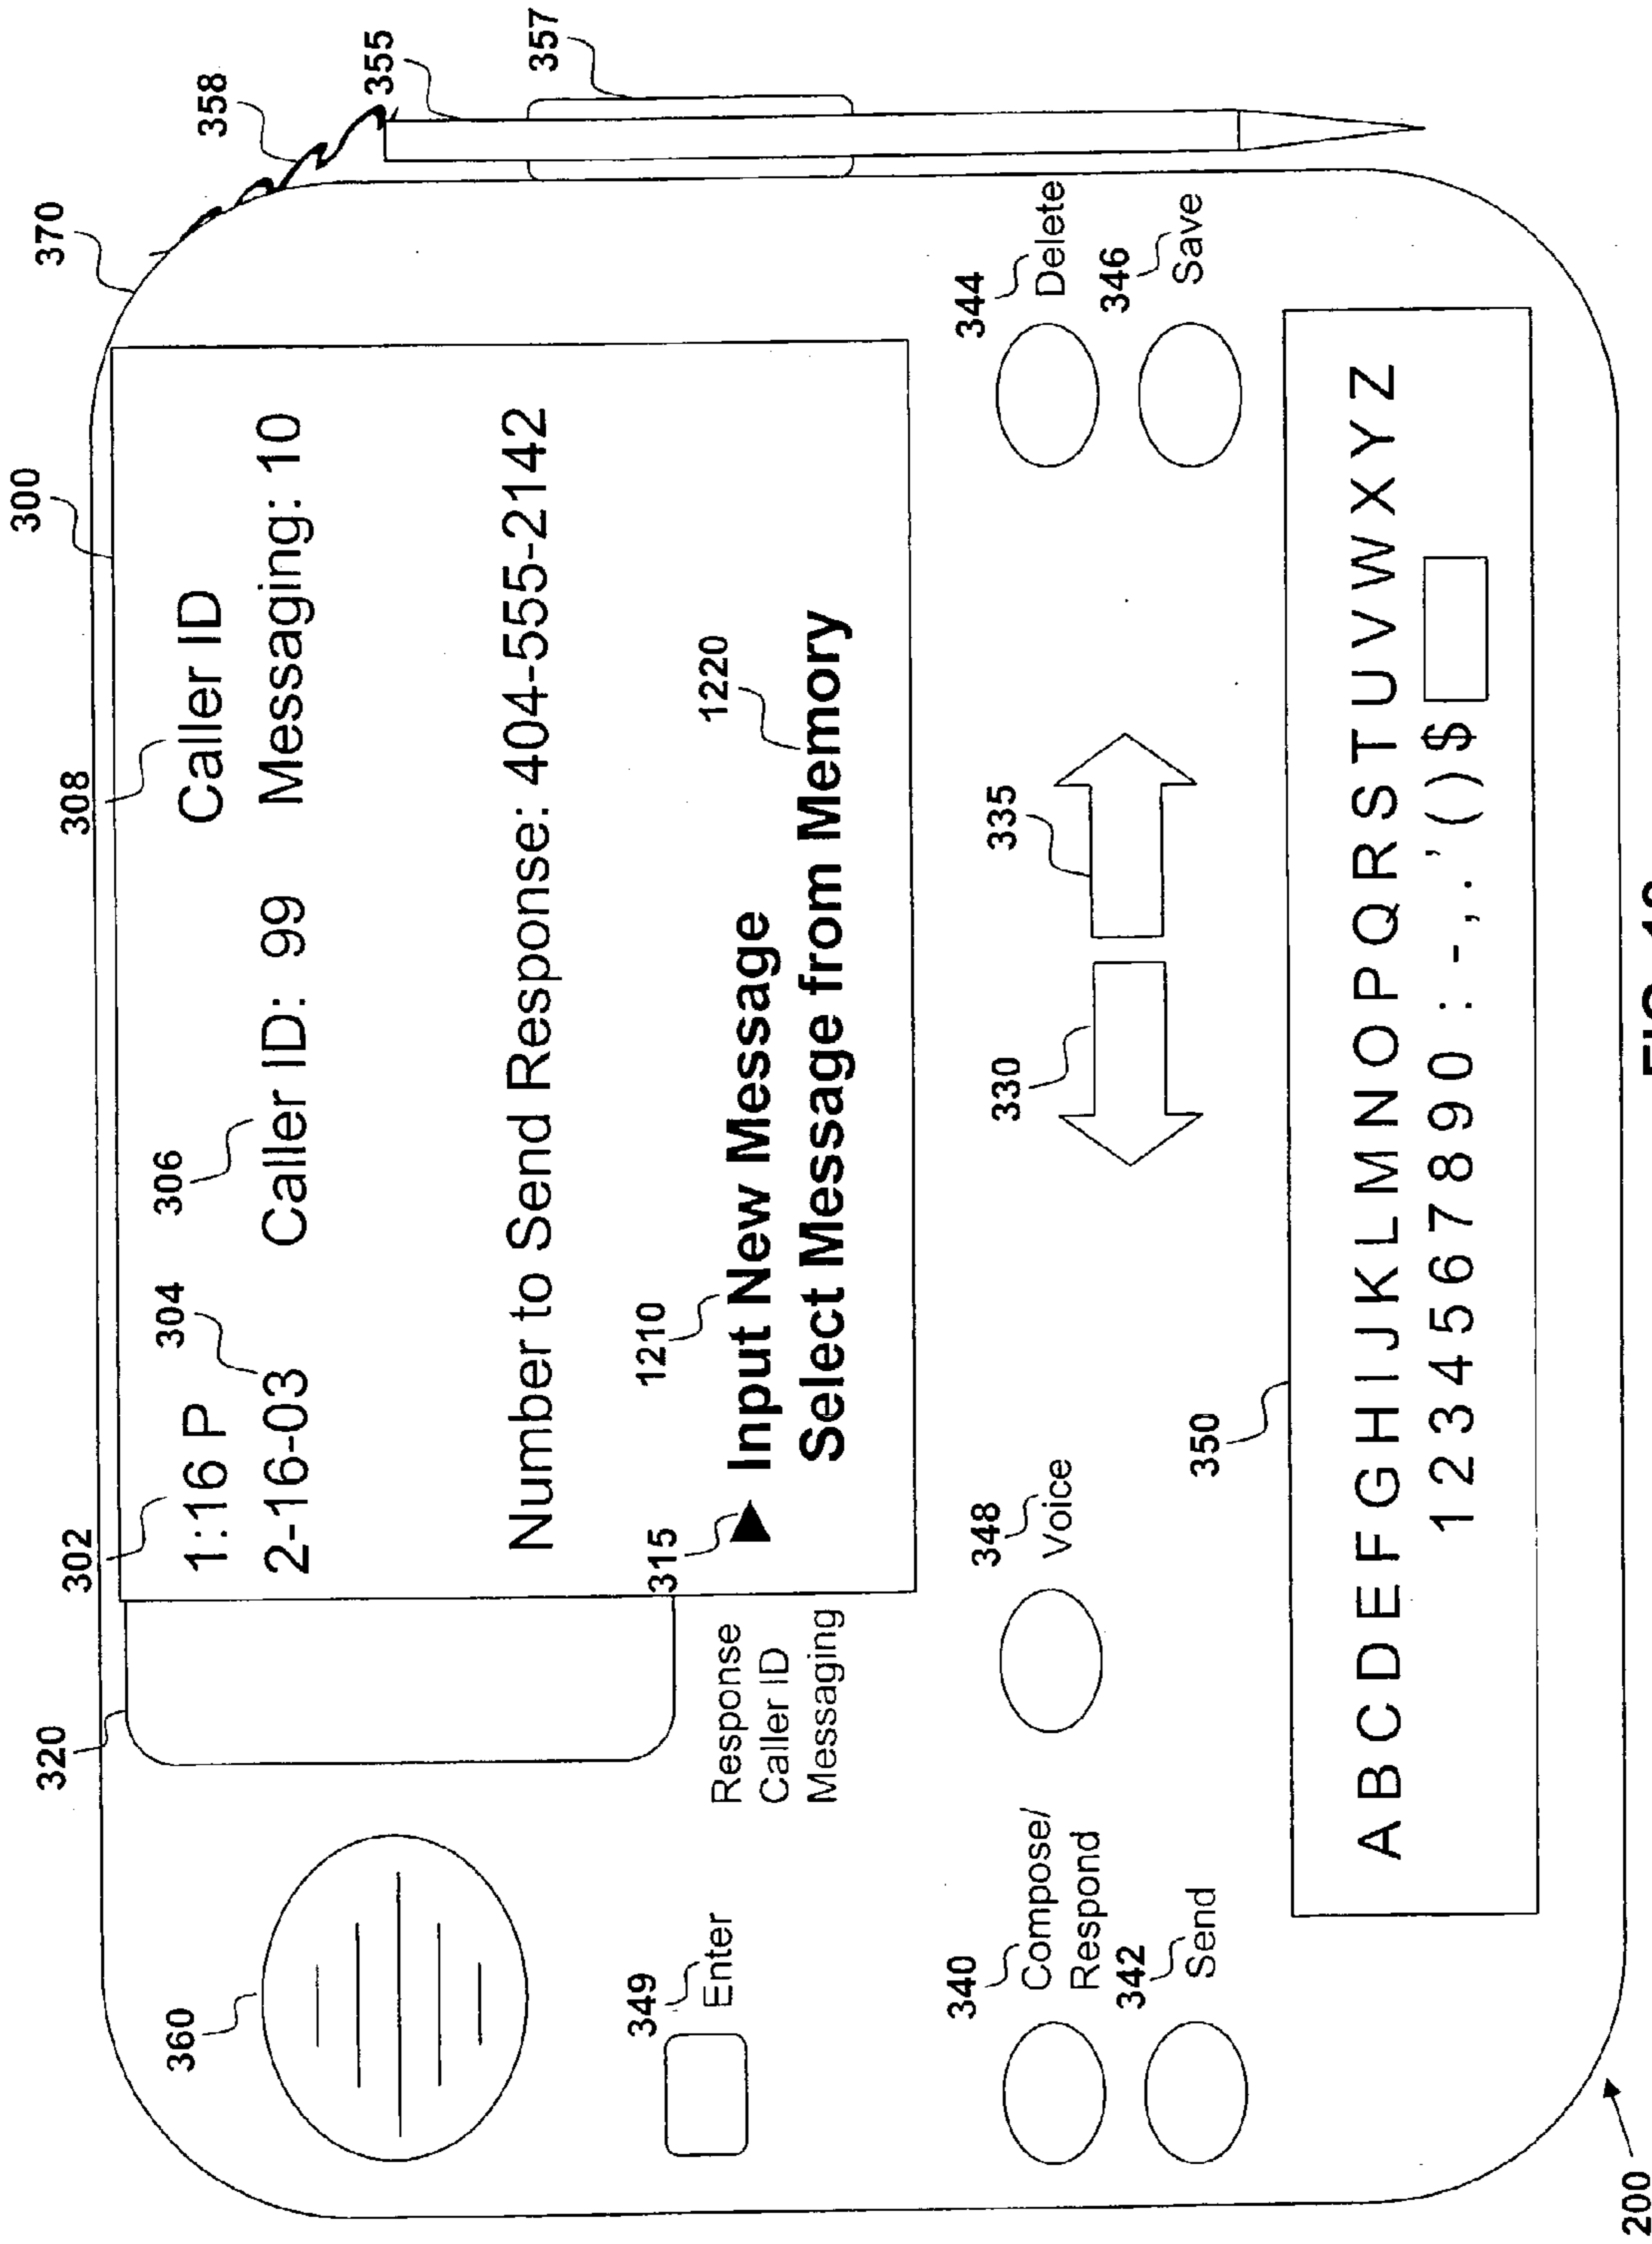 300
308
370
358
355
357
302
304
306
320
360
1:16 P
Caller ID
2-16-03
Caller ID: 99
Messaging: 10
Number to Send Response: 404-555-2142
315
1210
1220
Input New Message
Select Message from Memory
349
Enter
Response
Caller ID
Messaging
340
Compose/
Respond
342
Send
348
Voice
330
335
344
Delete
346
Save
350
A B C D E F G H I J K L M N O P Q R S T U V W X Y Z
1 2 3 4 5 6 7 8 9 0 : - , . ' ( ) $
200